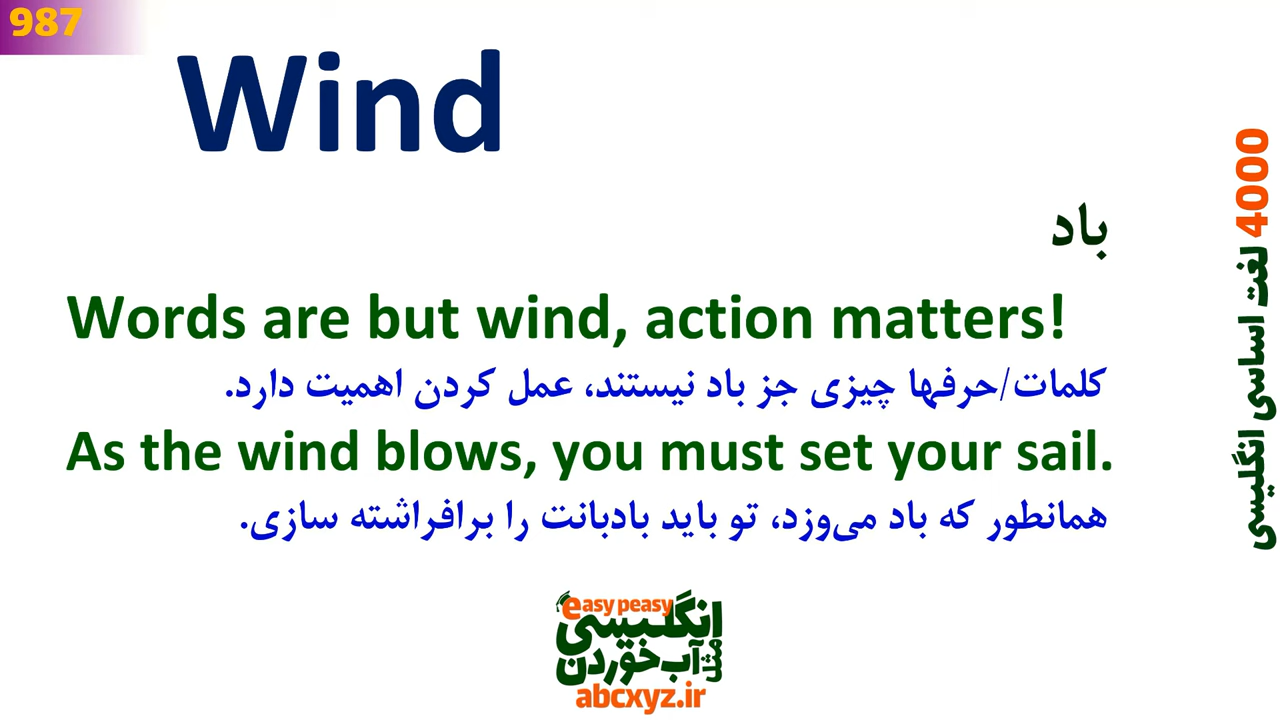 987
Wind
باد
Words are but wind, action matters!
کلمات/حرفها چیزی جز باد نیستند، عمل کردن اهمیت دارد.
As the wind blows, you must set your sail.
همانطور که باد می‌وزد، تو باید بادبانت را برافراشته سازی.
4000 لغت اساسی انگلیسی
easy peasy
انگلیسی
مثل آب خوردن
abcxyz.ir